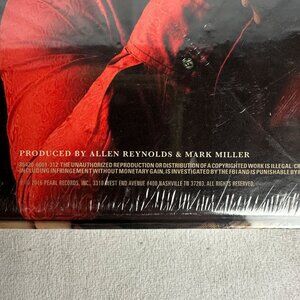 PRODUCED BY ALLEN REYNOLDS & MARK MILLER
THE UNAUTHORIZED REPRODUCTION OR DISTRIBUTION OF A COPYRIGHTED WORK IS ILLEGAL.
INCLUDING INFRINGEMENT WITHOUT MONETARY GAIN, IS INVESTIGATED BY THE FBI AND IS PUNISHABLE BY
2016 PEARL RECORDS, INC. 3310 WEST END AVENUE #400 NASHVILLE TN 37203. ALL RIGHTS RESERVED.